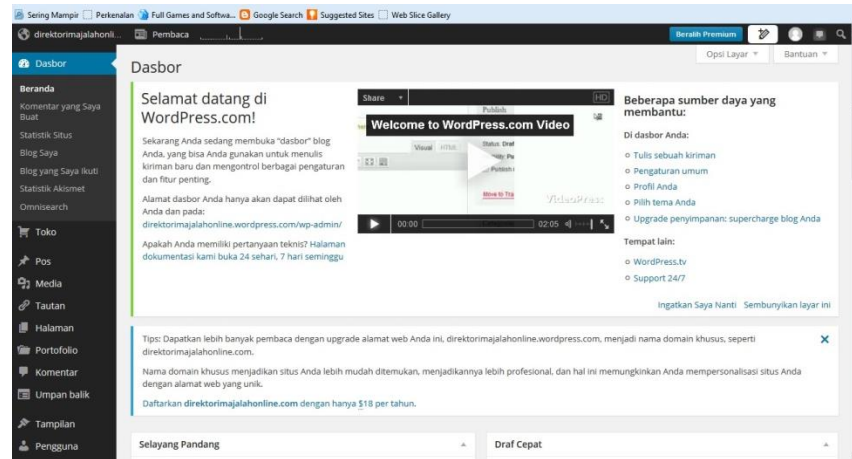 Sering Mampir Perkenalan Full Games and Softwa... Google Search Suggested Sites Web Slice Gallery
direktorimajalahonli... Pembaca Beralih Premium
Opsi Layar Bantuan
Dasbor
Beranda
Komentar yang Saya
Buat
Statistik Situs
Blog Saya
Blog yang Saya Ikuti
Statistik Akismet
Omnisearch
Toko
Pos
Media
Tautan
Halaman
Portofolio
Komentar
Umpan balik
Tampilan
Pengguna
Dasbor
Selamat datang di
WordPress.com!
Sekarang Anda sedang membuka "dasbor" blog
Anda, yang bisa Anda gunakan untuk menulis
kiriman baru dan mengontrol berbagai pengaturan
dan fitur penting.
Alamat dasbor Anda hanya akan dapat dilihat oleh
Anda dan pada:
direktorimajalahonline.wordpress.com/wp-admin/
Apakah Anda memiliki pertanyaan teknis? Halaman
dokumentasi kami buka 24 sehari, 7 hari seminggu
Share HD
Publish
Welcome to WordPress.com Video
Visual HTML
Status: Draf
Publish
Move to Tra
VideoPress
00:00 02:05
Beberapa sumber daya yang
membantu:
Di dasbor Anda:
Tulis sebuah kiriman
Pengaturan umum
Profil Anda
Pilih tema Anda
Upgrade penyimpanan: supercharge blog Anda
Tempat lain:
WordPress.tv
Support 24/7
Ingatkan Saya Nanti Sembunyikan layar ini
Tips: Dapatkan lebih banyak pembaca dengan upgrade alamat web Anda ini, direktorimajalahonline.wordpress.com, menjadi nama domain khusus, seperti
direktorimajalahonline.com.
Nama domain khusus menjadikan situs Anda lebih mudah ditemukan, menjadikannya lebih profesional, dan hal ini memungkinkan Anda mempersonalisasi situs Anda
dengan alamat web yang unik.
Daftarkan direktorimajalahonline.com dengan hanya $18 per tahun.
Selayang Pandang
Draf Cepat